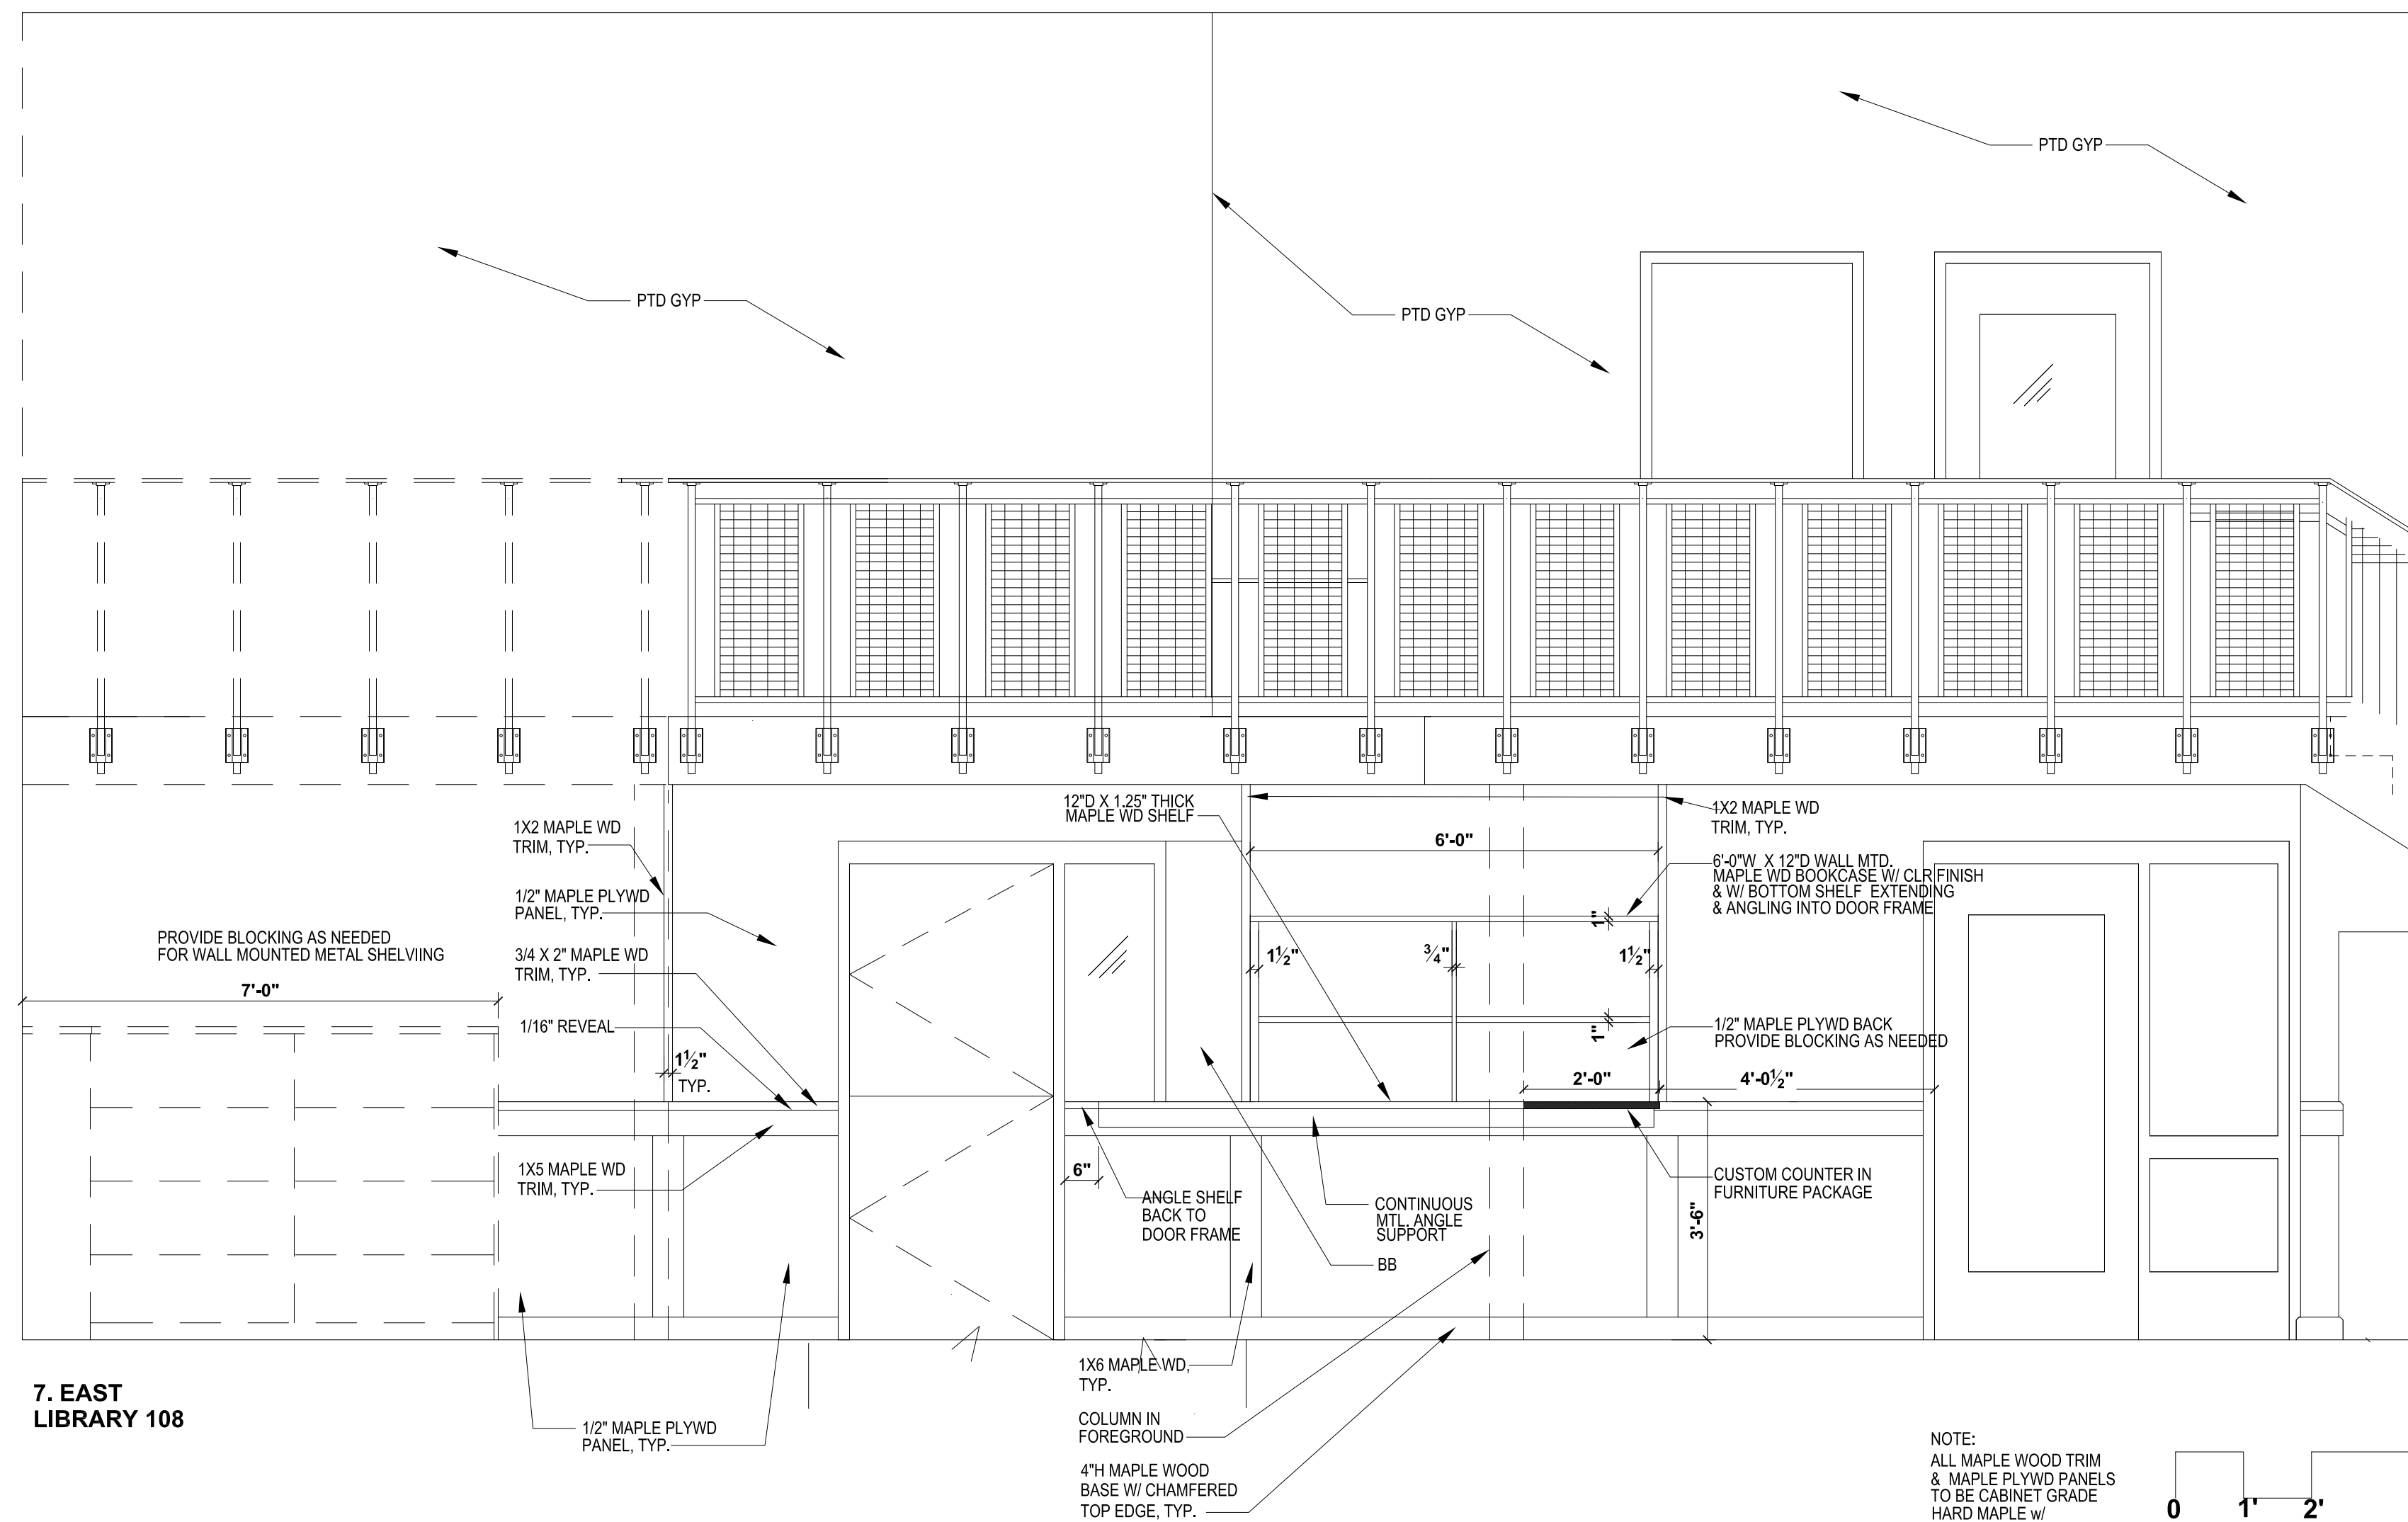 PTD GYP
PTD GYP
PTD GYP
12"D X 1.25" THICK
MAPLE WD SHELF
1X2 MAPLE WD
TRIM, TYP.
1X2 MAPLE WD
TRIM, TYP.
6'-0"
6'-0"W X 12"D WALL MTD.
MAPLE WD BOOKCASE W/ CLR FINISH
& W/ BOTTOM SHELF EXTENDING
& ANGLING INTO DOOR FRAME
1/2" MAPLE PLYWD
PANEL, TYP.
1"
PROVIDE BLOCKING AS NEEDED
FOR WALL MOUNTED METAL SHELVIING
3/4 X 2" MAPLE WD
TRIM, TYP.
1½"
¾"
1½"
7'-0"
1/16" REVEAL
1"
1/2" MAPLE PLYWD BACK
PROVIDE BLOCKING AS NEEDED
1½"
TYP.
2'-0"
4'-0½"
1X5 MAPLE WD
TRIM, TYP.
6"
ANGLE SHELF
BACK TO
DOOR FRAME
CONTINUOUS
MTL. ANGLE
SUPPORT
CUSTOM COUNTER IN
FURNITURE PACKAGE
3'-6"
BB
1X6 MAPLE WD,
TYP.
7. EAST
LIBRARY 108
1/2" MAPLE PLYWD
PANEL, TYP.
COLUMN IN
FOREGROUND
4"H MAPLE WOOD
BASE W/ CHAMFERED
TOP EDGE, TYP.
NOTE:
ALL MAPLE WOOD TRIM
& MAPLE PLYWD PANELS
TO BE CABINET GRADE
HARD MAPLE w/
0 1' 2'